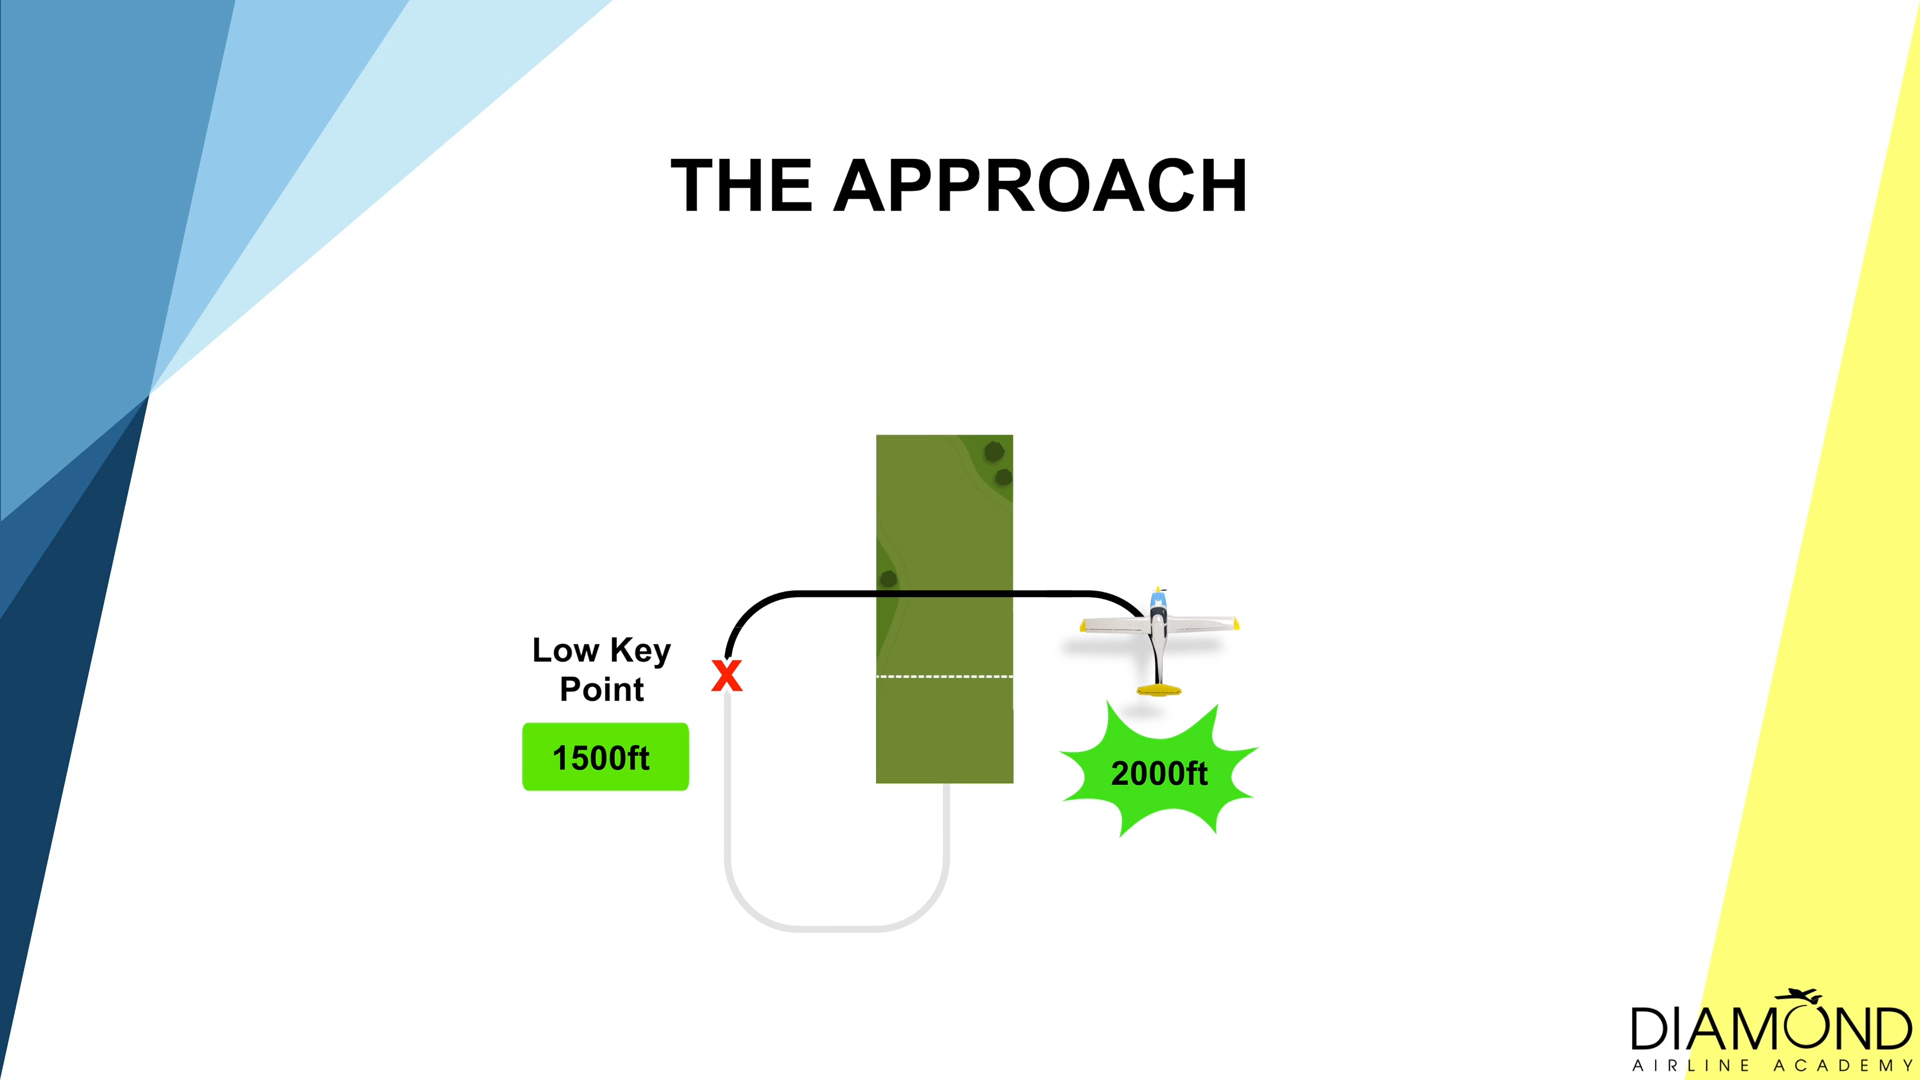 THE APPROACH
Low Key
Point
1500ft
2000ft
DIAMOND
AIRLINE ACADEMY